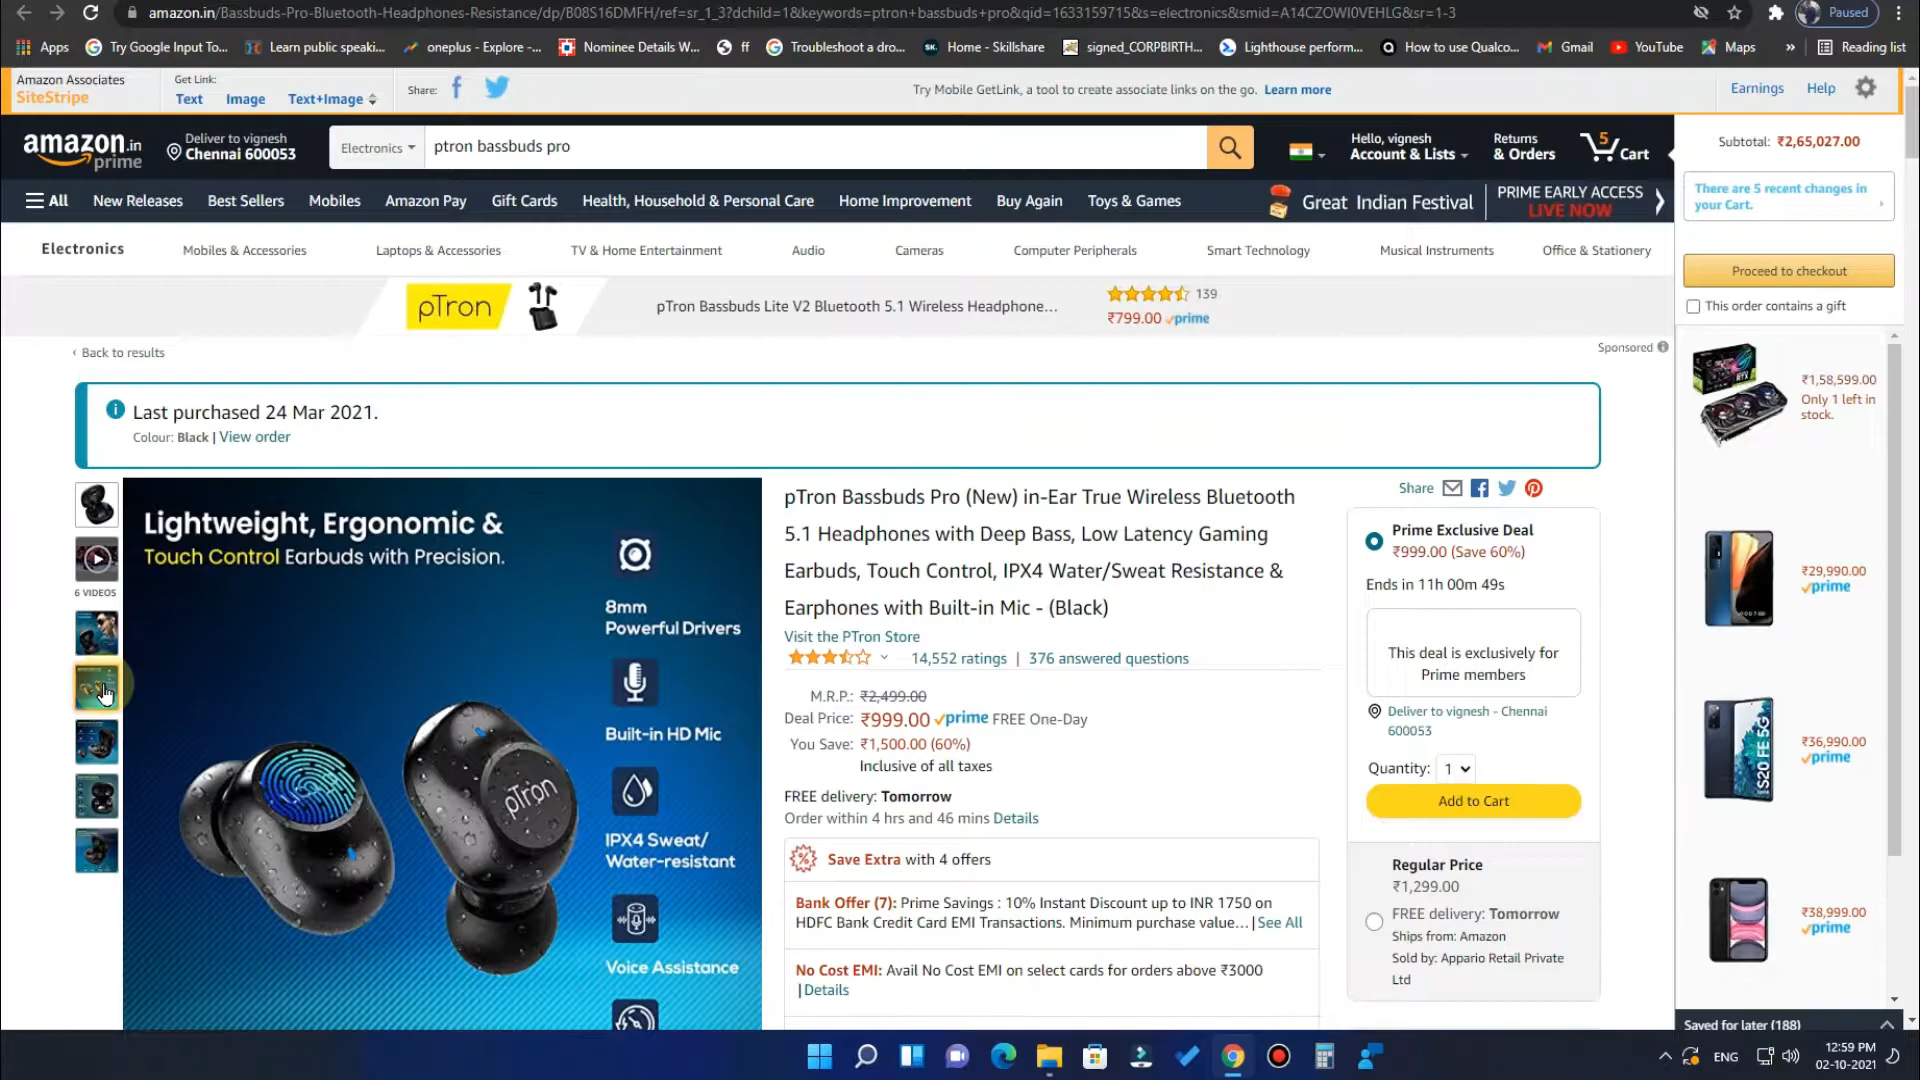 amazon.in/Bassbuds-Pro-Bluetooth-Headphones-Resistance/dp/B08S16DMFH/ref=sr_1_3?dchild=1&keywords=ptron+bassbuds+pro&qid=1633159715&s=electronics&smid=A14CZOWI0VEHLG&sr=1-3
Paused
Apps
Try Google Input To...
Learn public speaki...
oneplus - Explore -...
Nominee Details W...
ff
Troubleshoot a dro...
Home - Skillshare
signed_CORPBIRTH...
Lighthouse perform...
How to use Qualco...
Gmail
YouTube
Maps
»
Reading list
Amazon Associates
SiteStripe
Get Link:
Text
Image
Text+Image
Share:
Try Mobile GetLink, a tool to create associate links on the go. Learn more
Earnings
Help
amazon.in
prime
Deliver to vignesh
Chennai 600053
Electronics
ptron bassbuds pro
Hello, vignesh
Account & Lists
Returns
& Orders
5
Cart
Subtotal: ₹2,65,027.00
There are 5 recent changes in
your Cart.
Proceed to checkout
This order contains a gift
All
New Releases
Best Sellers
Mobiles
Amazon Pay
Gift Cards
Health, Household & Personal Care
Home Improvement
Buy Again
Toys & Games
Great Indian Festival
PRIME EARLY ACCESS
LIVE NOW
Electronics
Mobiles & Accessories
Laptops & Accessories
TV & Home Entertainment
Audio
Cameras
Computer Peripherals
Smart Technology
Musical Instruments
Office & Stationery
pTron
pTron Bassbuds Lite V2 Bluetooth 5.1 Wireless Headphone...
139
₹799.00 prime
‹ Back to results
Sponsored
Last purchased 24 Mar 2021.
Colour: Black | View order
6 VIDEOS
Lightweight, Ergonomic &
Touch Control Earbuds with Precision.
8mm
Powerful Drivers
Built-in HD Mic
IPX4 Sweat/
Water-resistant
Voice Assistance
pTron
pTron Bassbuds Pro (New) in-Ear True Wireless Bluetooth
5.1 Headphones with Deep Bass, Low Latency Gaming
Earbuds, Touch Control, IPX4 Water/Sweat Resistance &
Earphones with Built-in Mic - (Black)
Visit the PTron Store
14,552 ratings | 376 answered questions
M.R.P.: ₹2,499.00
Deal Price: ₹999.00 prime FREE One-Day
You Save: ₹1,500.00 (60%)
Inclusive of all taxes
FREE delivery: Tomorrow
Order within 4 hrs and 46 mins Details
Save Extra with 4 offers
Bank Offer (7): Prime Savings : 10% Instant Discount up to INR 1750 on
HDFC Bank Credit Card EMI Transactions. Minimum purchase value... | See All
No Cost EMI: Avail No Cost EMI on select cards for orders above ₹3000
| Details
Share
Prime Exclusive Deal
₹999.00 (Save 60%)
Ends in 11h 00m 49s
This deal is exclusively for
Prime members
Deliver to vignesh - Chennai
600053
Quantity: 1
Add to Cart
Regular Price
₹1,299.00
FREE delivery: Tomorrow
Ships from: Amazon
Sold by: Appario Retail Private
Ltd
₹1,58,599.00
Only 1 left in
stock.
₹29,990.00
prime
S20 FE 5G
₹36,990.00
prime
₹38,999.00
prime
Saved for later (188)
ENG
12:59 PM
02-10-2021